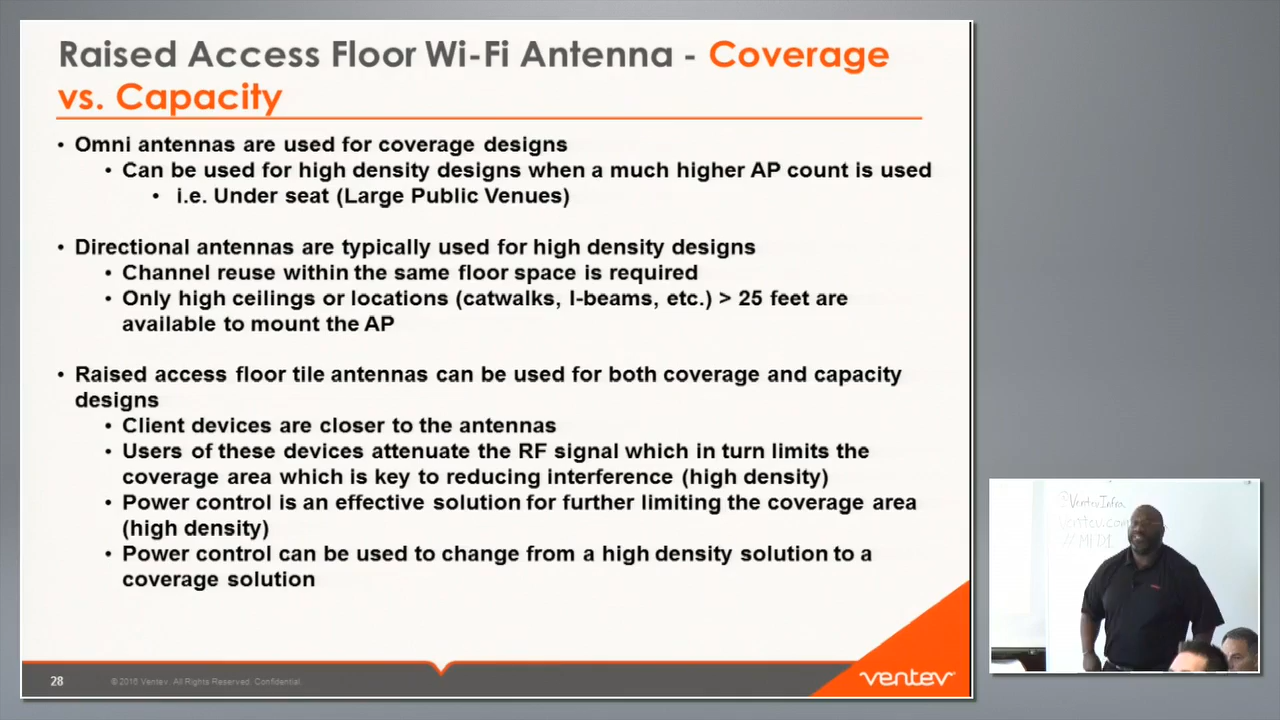 Raised Access Floor Wi-Fi Antenna - Coverage
vs. Capacity
• Omni antennas are used for coverage designs
• Can be used for high density designs when a much higher AP count is used
• i.e. Under seat (Large Public Venues)
• Directional antennas are typically used for high density designs
• Channel reuse within the same floor space is required
• Only high ceilings or locations (catwalks, I-beams, etc.) > 25 feet are
available to mount the AP
• Raised access floor tile antennas can be used for both coverage and capacity
designs
• Client devices are closer to the antennas
• Users of these devices attenuate the RF signal which in turn limits the
coverage area which is key to reducing interference (high density)
• Power control is an effective solution for further limiting the coverage area
(high density)
• Power control can be used to change from a high density solution to a
coverage solution
28
© 2016 Ventev. All Rights Reserved. Confidential.
ventev
@VentevInfra
ventev.com